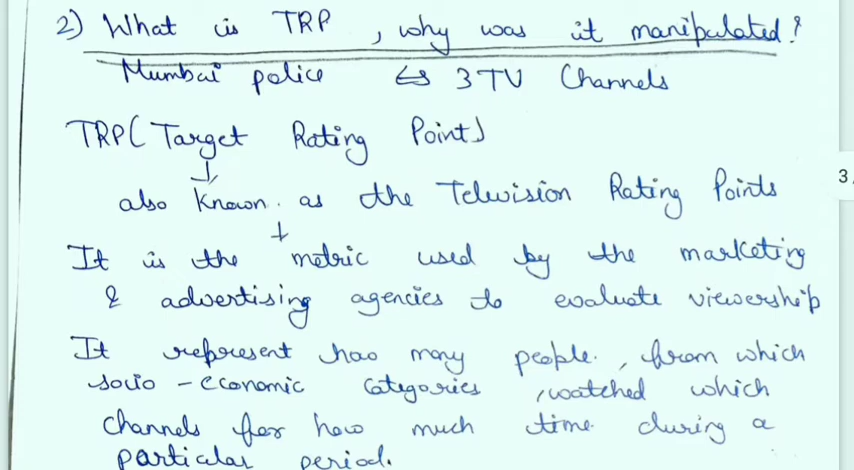 2) What is TRP, why was it manipulated?
Mumbai police ↳ 3 TV Channels
TRP (Target Rating Point)
↓
also known as the Television Rating Points
↓
It is the metric used by the marketing
& advertising agencies to evaluate viewership
It represent how many people, from which
socio-economic categories, watched which
channels for how much time during a
particular period.
3